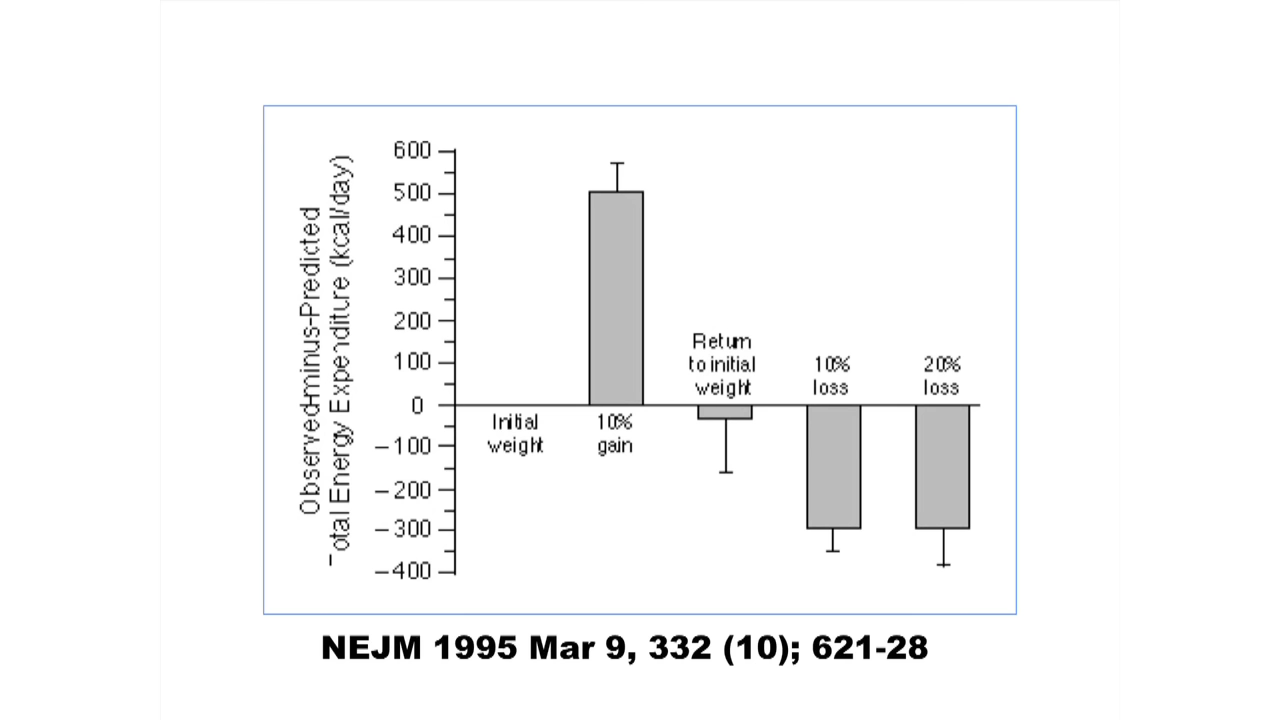 Observed-minus-Predicted
Total Energy Expenditure (kcal/day)
600
500
400
300
200
100
0
–100
–200
–300
–400
Initial
weight
10%
gain
Return
to initial
weight
10%
loss
20%
loss
NEJM 1995 Mar 9, 332 (10); 621-28